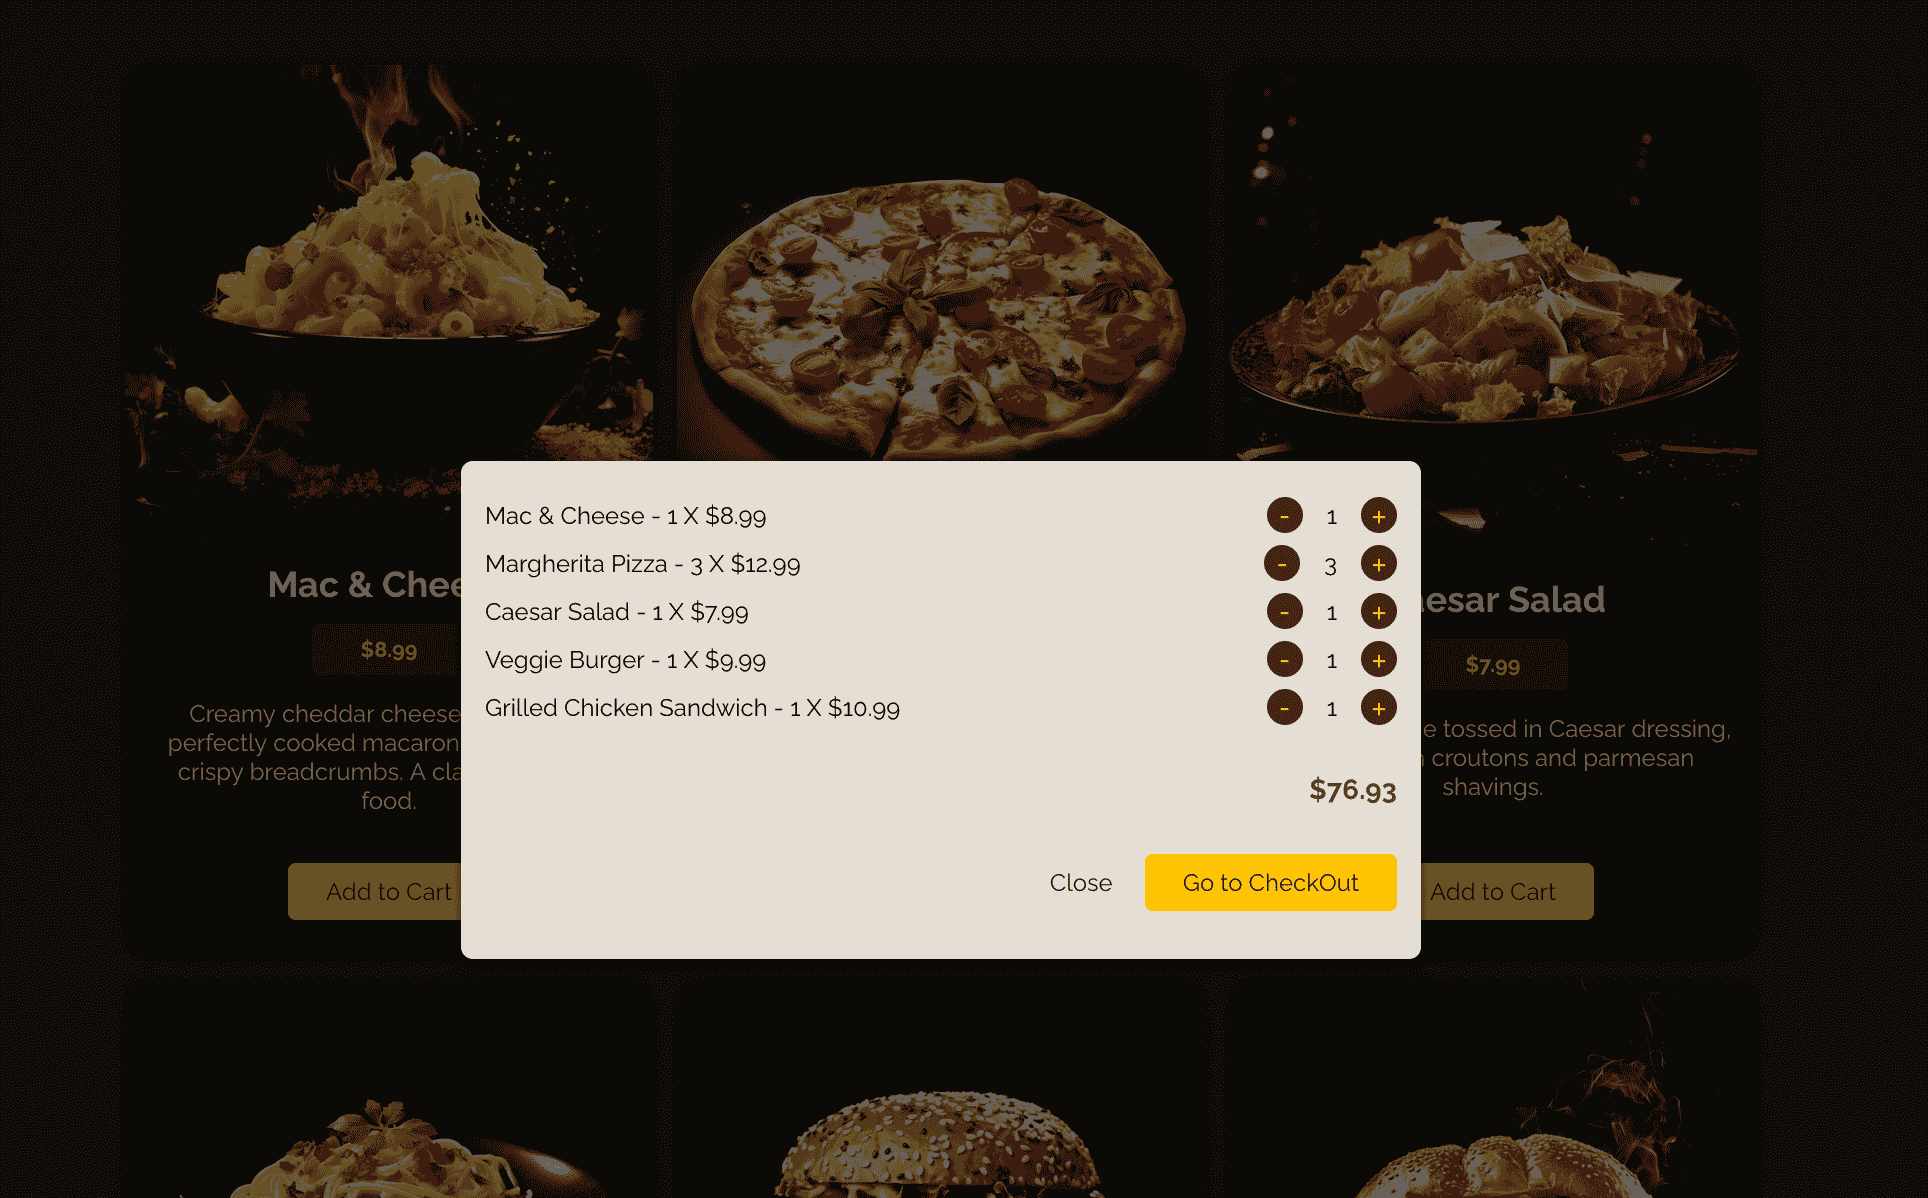 Mac & Cheese - 1 X $8.99
- 1 +
Margherita Pizza - 3 X $12.99
- 3 +
Caesar Salad - 1 X $7.99
- 1 +
Veggie Burger - 1 X $9.99
- 1 +
Grilled Chicken Sandwich - 1 X $10.99
- 1 +
$76.93
Close
Go to CheckOut
Mac & Chee
$8.99
Creamy cheddar cheese
perfectly cooked macaron
crispy breadcrumbs. A cla
food.
Add to Cart
esar Salad
$7.99
e tossed in Caesar dressing,
croutons and parmesan
shavings.
Add to Cart